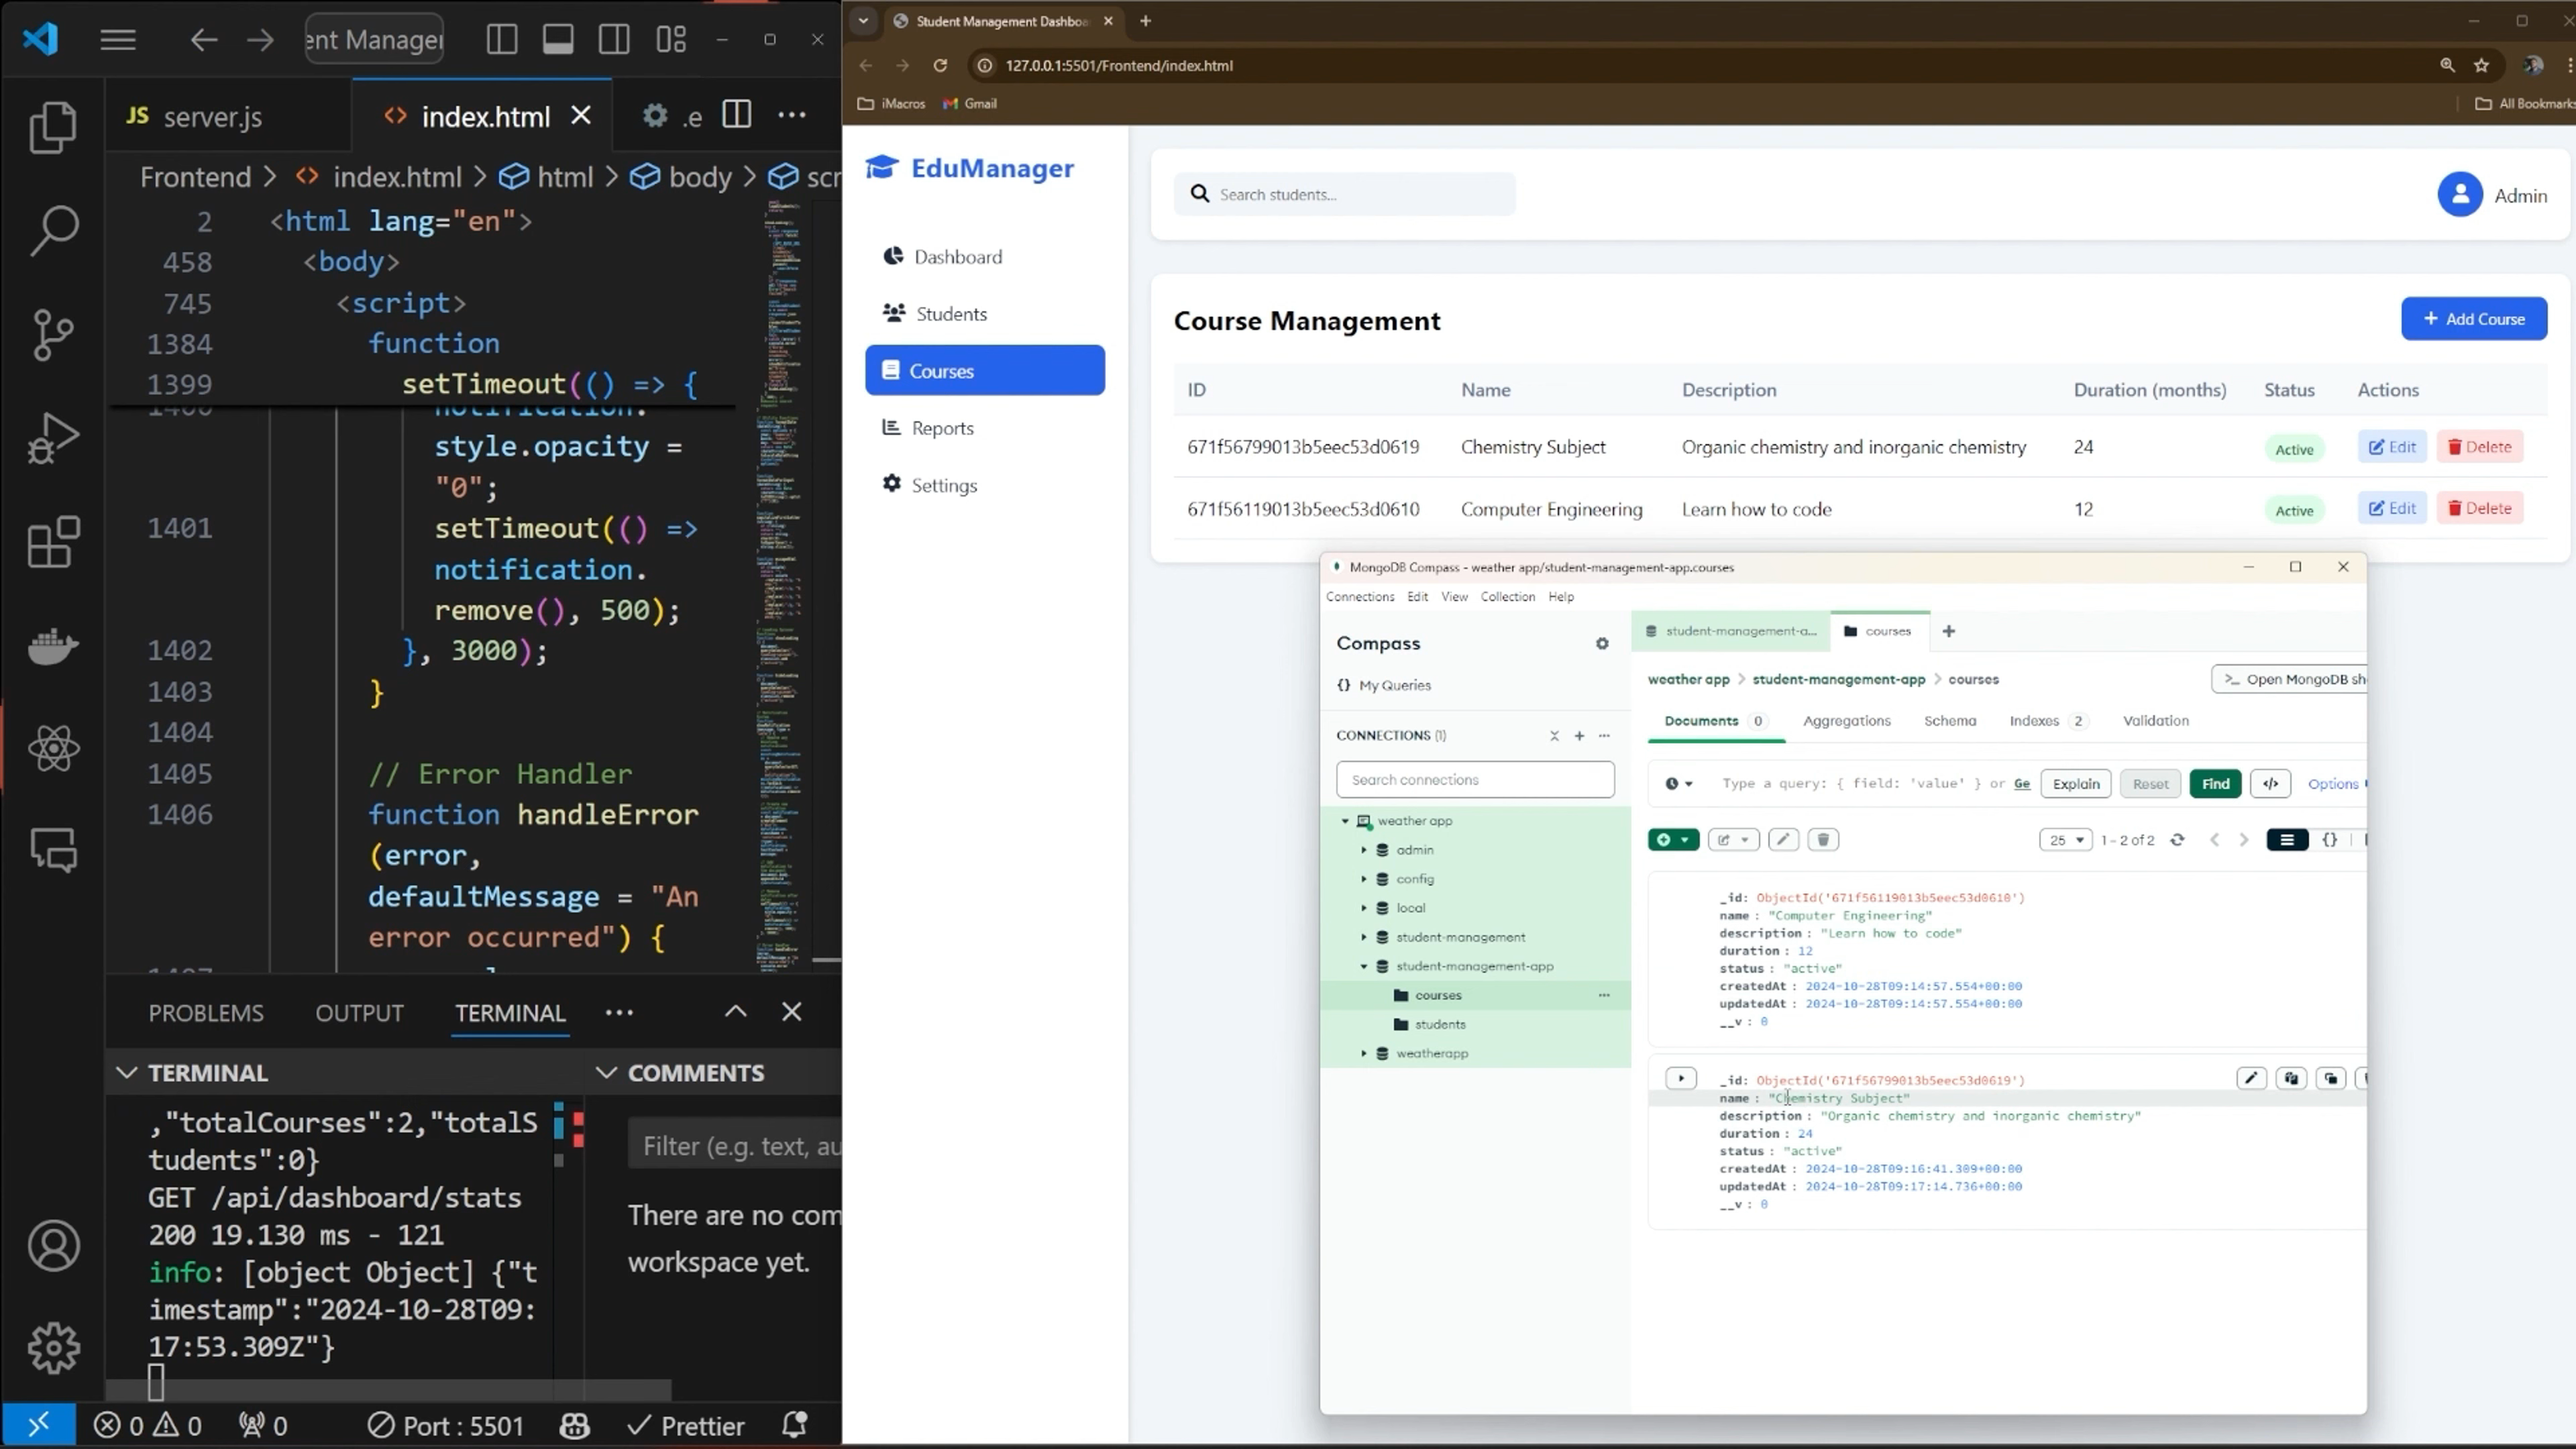 ent Manager
JS server.js
<> index.html
.e
Frontend > <> index.html > html > body > scr
2 <html lang="en">
458 <body>
745 <script>
1384 function
1399 setTimeout(() => {
notification.
style.opacity =
"0";
1401 setTimeout(() =>
notification.
remove(), 500);
1402 }, 3000);
1403 }
1404
1405 // Error Handler
1406 function handleError
(error,
defaultMessage = "An
error occurred") {
PROBLEMS OUTPUT TERMINAL ...
TERMINAL
,"totalCourses":2,"totalS
tudents":0}
GET /api/dashboard/stats
200 19.130 ms - 121
info: [object Object] {"t
imestamp":"2024-10-28T09:
17:53.309Z"}
COMMENTS
Filter (e.g. text, au
There are no com
workspace yet.
0 0 0 Port : 5501 Prettier
Student Management Dashboa
127.0.0.1:5501/Frontend/index.html
iMacros Gmail All Bookmarks
EduManager
Dashboard
Students
Courses
Reports
Settings
Search students...
Admin
Course Management
+ Add Course
ID Name Description Duration (months) Status Actions
671f56799013b5eec53d0619 Chemistry Subject Organic chemistry and inorganic chemistry 24 Active Edit Delete
671f56119013b5eec53d0610 Computer Engineering Learn how to code 12 Active Edit Delete
MongoDB Compass - weather app/student-management-app.courses
Connections Edit View Collection Help
Compass
{} My Queries
CONNECTIONS (1)
Search connections
weather app
admin
config
local
student-management
student-management-app
courses
students
weatherapp
student-management-a... courses
weather app > student-management-app > courses
>_ Open MongoDB sh
Documents 0 Aggregations Schema Indexes 2 Validation
Type a query: { field: 'value' } or Ge Explain Reset Find </> Options
25 1 – 2 of 2 {}
_id: ObjectId('671f56119013b5eec53d0610')
name : "Computer Engineering"
description : "Learn how to code"
duration : 12
status : "active"
createdAt : 2024-10-28T09:14:57.554+00:00
updatedAt : 2024-10-28T09:14:57.554+00:00
__v : 0
_id: ObjectId('671f56799013b5eec53d0619')
name : "Chemistry Subject"
description : "Organic chemistry and inorganic chemistry"
duration : 24
status : "active"
createdAt : 2024-10-28T09:16:41.309+00:00
updatedAt : 2024-10-28T09:17:14.736+00:00
__v : 0